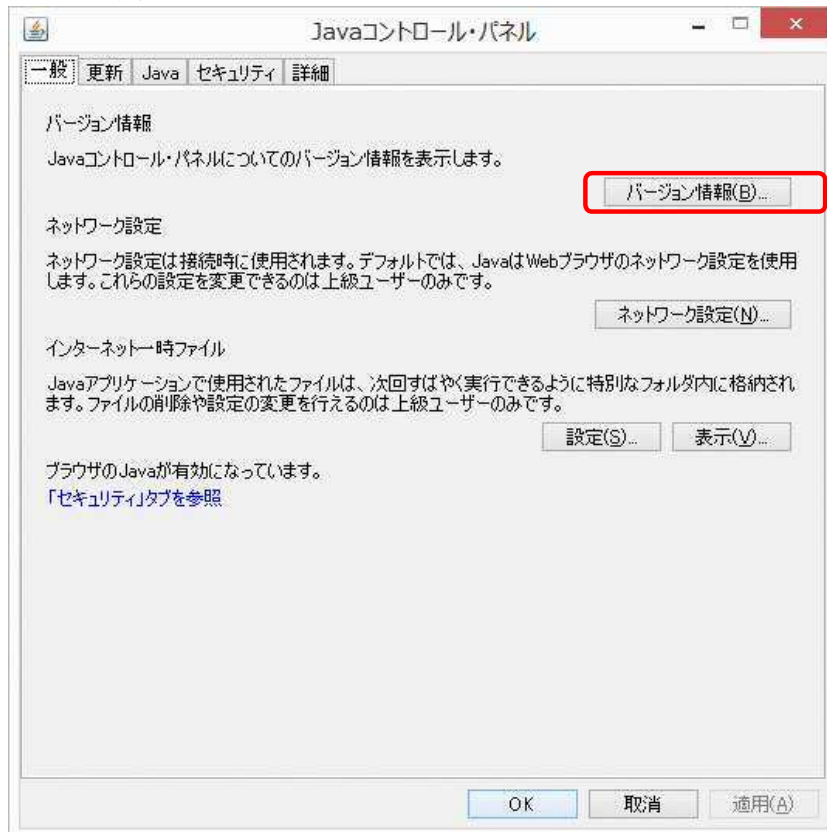 Javaコントロール・パネル
一般 更新 Java セキュリティ 詳細
バージョン情報
Javaコントロール・パネルについてのバージョン情報を表示します。
バージョン情報(B)...
ネットワーク設定
ネットワーク設定は接続時に使用されます。デフォルトでは、JavaはWebブラウザのネットワーク設定を使用
します。これらの設定を変更できるのは上級ユーザーのみです。
ネットワーク設定(N)...
インターネット一時ファイル
Javaアプリケーションで使用されたファイルは、次回すばやく実行できるように特別なフォルダ内に格納され
ます。ファイルの削除や設定の変更を行えるのは上級ユーザーのみです。
設定(S)... 表示(V)...
ブラウザのJavaが有効になっています。
「セキュリティ」タブを参照
OK 取消 適用(A)